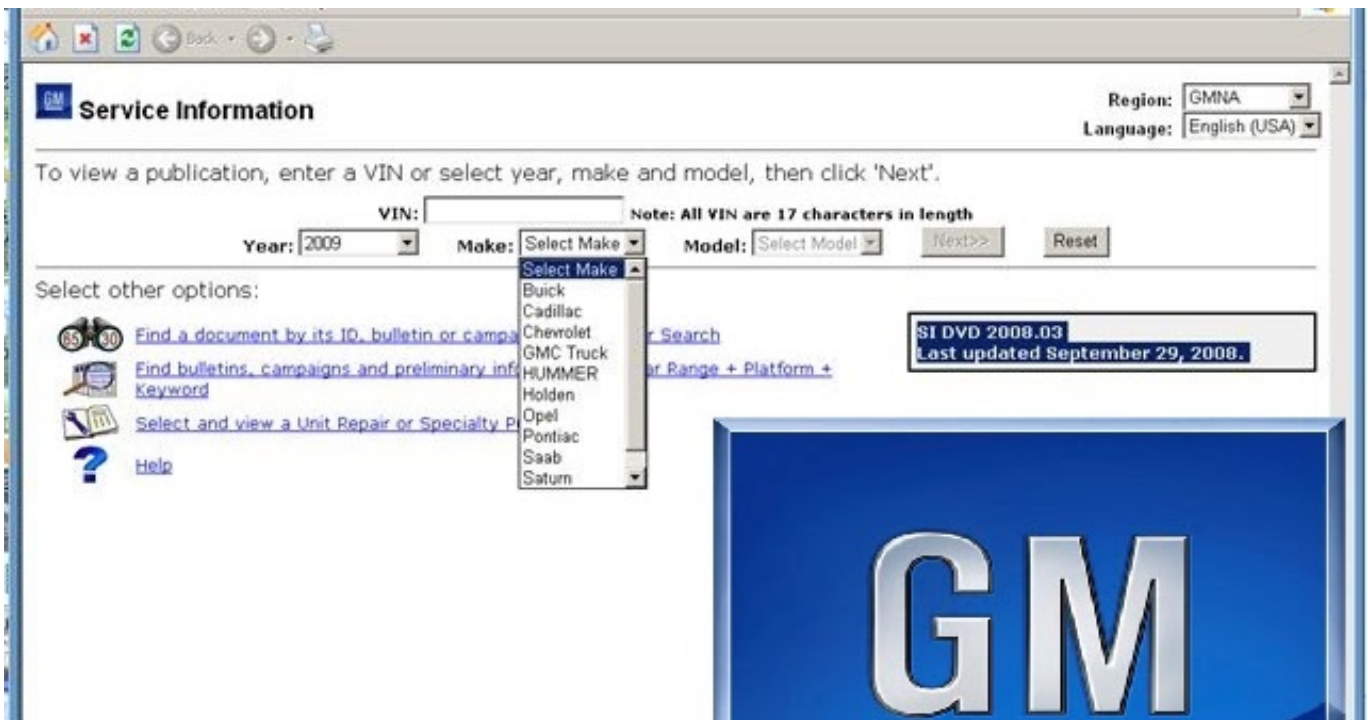 Back
GM Service Information
Region: GMNA
Language: English (USA)
To view a publication, enter a VIN or select year, make and model, then click 'Next'.
VIN: Note: All VIN are 17 characters in length
Year: 2009 Make: Select Make Model: Select Model Next>> Reset
Select Make
Buick
Cadillac
Chevrolet
GMC Truck
HUMMER
Holden
Opel
Pontiac
Saab
Saturn
Select other options:
85 30 Find a document by its ID, bulletin or Search
Find bulletins, campaigns and preliminary Range + Platform +
Keyword
Select and view a Unit Repair or Specialty
? Help
SI DVD 2008.03
Last updated September 29, 2008.
GM